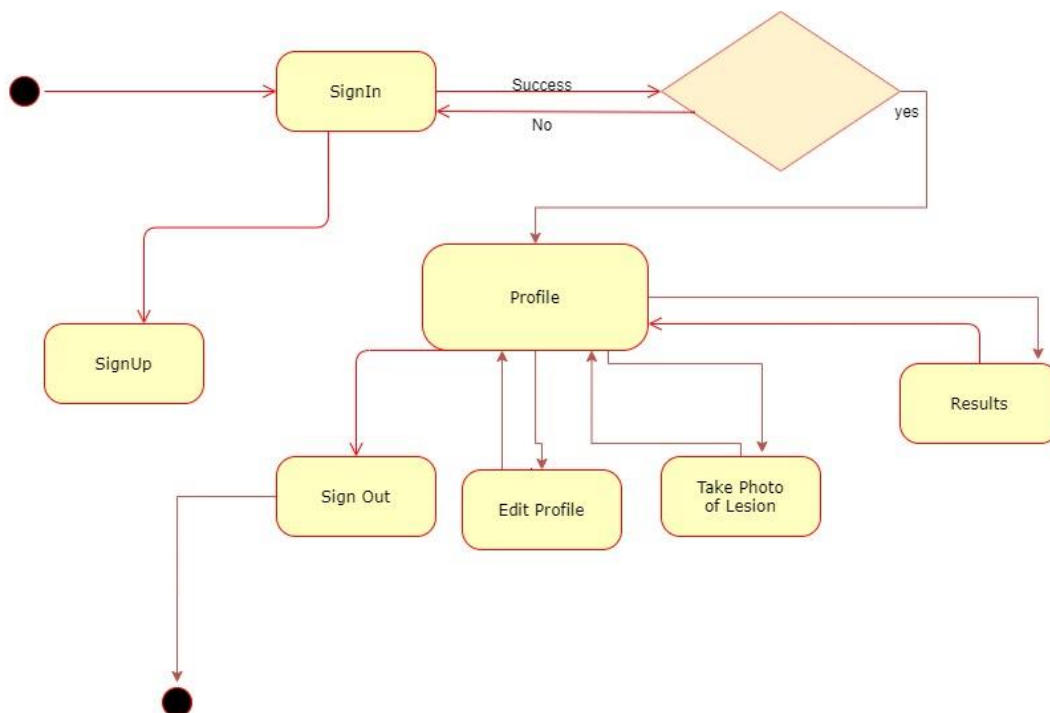 SignIn
Success
No
yes
Profile
SignUp
Results
Sign Out
Edit Profile
Take Photo
of Lesion